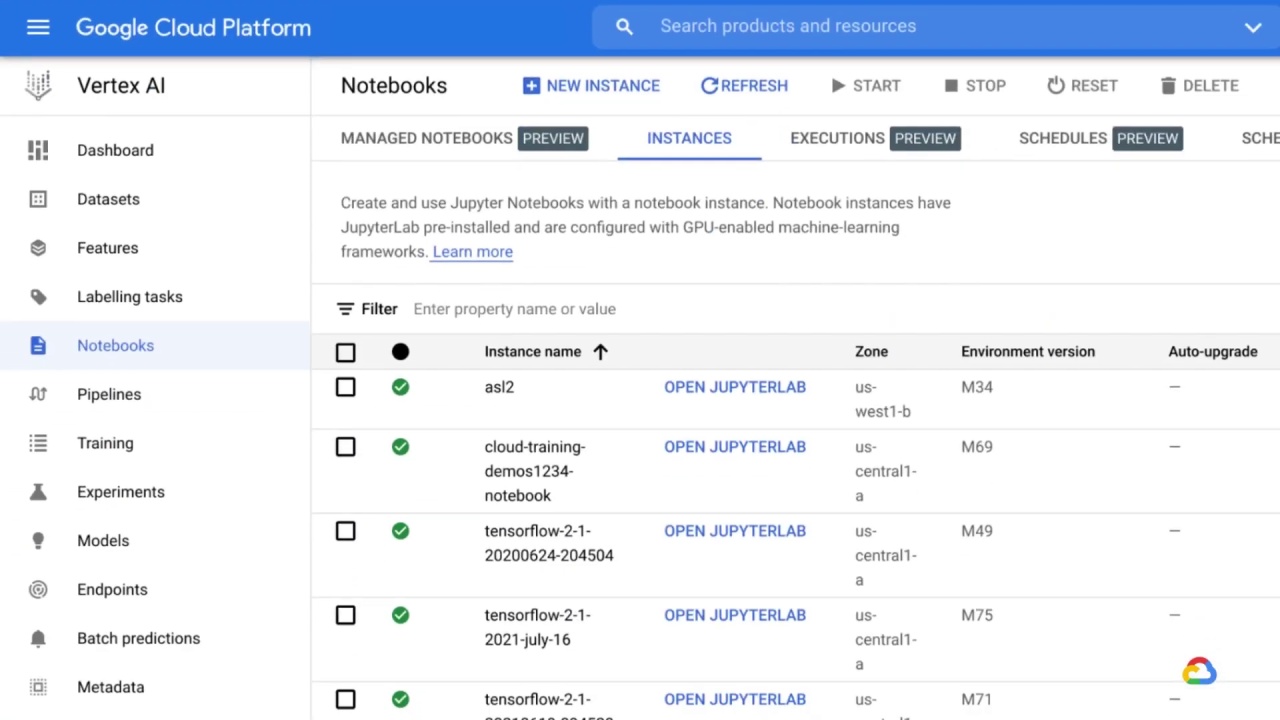 Google Cloud Platform
Search products and resources
Vertex AI
Notebooks
NEW INSTANCE
REFRESH
START
STOP
RESET
DELETE
Dashboard
Datasets
Features
Labelling tasks
Notebooks
Pipelines
Training
Experiments
Models
Endpoints
Batch predictions
Metadata
MANAGED NOTEBOOKS PREVIEW
INSTANCES
EXECUTIONS PREVIEW
SCHEDULES PREVIEW
SCHE
Create and use Jupyter Notebooks with a notebook instance. Notebook instances have
JupyterLab pre-installed and are configured with GPU-enabled machine-learning
frameworks. Learn more
Filter Enter property name or value
Instance name Zone Environment version Auto-upgrade
asl2 OPEN JUPYTERLAB us- M34 —
west1-b
cloud-training- OPEN JUPYTERLAB us- M69 —
demos1234- central1-
notebook a
tensorflow-2-1- OPEN JUPYTERLAB us- M49 —
20200624-204504 central1-
a
tensorflow-2-1- OPEN JUPYTERLAB us- M75 —
2021-july-16 central1-
a
tensorflow-2-1- OPEN JUPYTERLAB us- M71 —